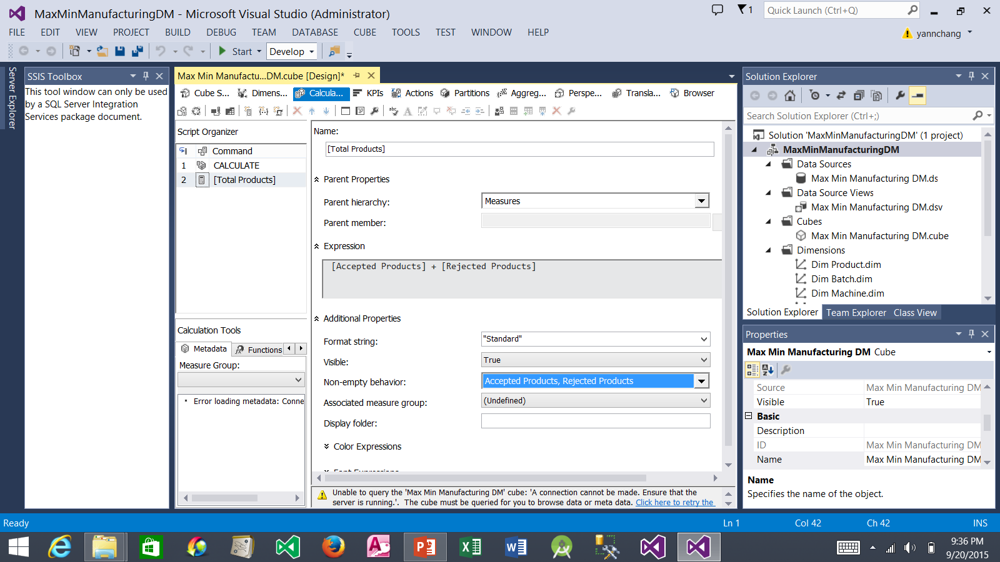 MaxMinManufacturingDM - Microsoft Visual Studio (Administrator)
1
Quick Launch (Ctrl+Q)
FILE EDIT VIEW PROJECT BUILD DEBUG TEAM DATABASE CUBE TOOLS TEST WINDOW HELP
yannchang
Start
Develop
Server Explorer
SSIS Toolbox
This tool window can only be used
by a SQL Server Integration
Services package document.
Max Min Manufactu...DM.cube [Design]*
Cube S... Dimens... Calcula... KPIs Actions Partitions Aggreg... Perspe... Transla... Browser
Script Organizer
Command
1 CALCULATE
2 [Total Products]
Calculation Tools
Metadata Functions
Measure Group:
Error loading metadata: Conne
Name:
[Total Products]
Parent Properties
Parent hierarchy: Measures
Parent member:
Expression
[Accepted Products] + [Rejected Products]
Additional Properties
Format string: "Standard"
Visible: True
Non-empty behavior: Accepted Products, Rejected Products
Associated measure group: (Undefined)
Display folder:
Color Expressions
Unable to query the 'Max Min Manufacturing DM' cube: 'A connection cannot be made. Ensure that the
server is running.'. The cube must be queried for you to browse data or meta data. Click here to retry the
Solution Explorer
Search Solution Explorer (Ctrl+;)
Solution 'MaxMinManufacturingDM' (1 project)
MaxMinManufacturingDM
Data Sources
Max Min Manufacturing DM.ds
Data Source Views
Max Min Manufacturing DM.dsv
Cubes
Max Min Manufacturing DM.cube
Dimensions
Dim Product.dim
Dim Batch.dim
Dim Machine.dim
Solution Explorer Team Explorer Class View
Properties
Max Min Manufacturing DM Cube
Source Max Min Manufacturing DM
Visible True
Basic
Description
ID Max Min Manufacturing DM
Name Max Min Manufacturing DM
Name
Specifies the name of the object.
Ready
Ln 1 Col 42 Ch 42 INS
9:36 PM
9/20/2015